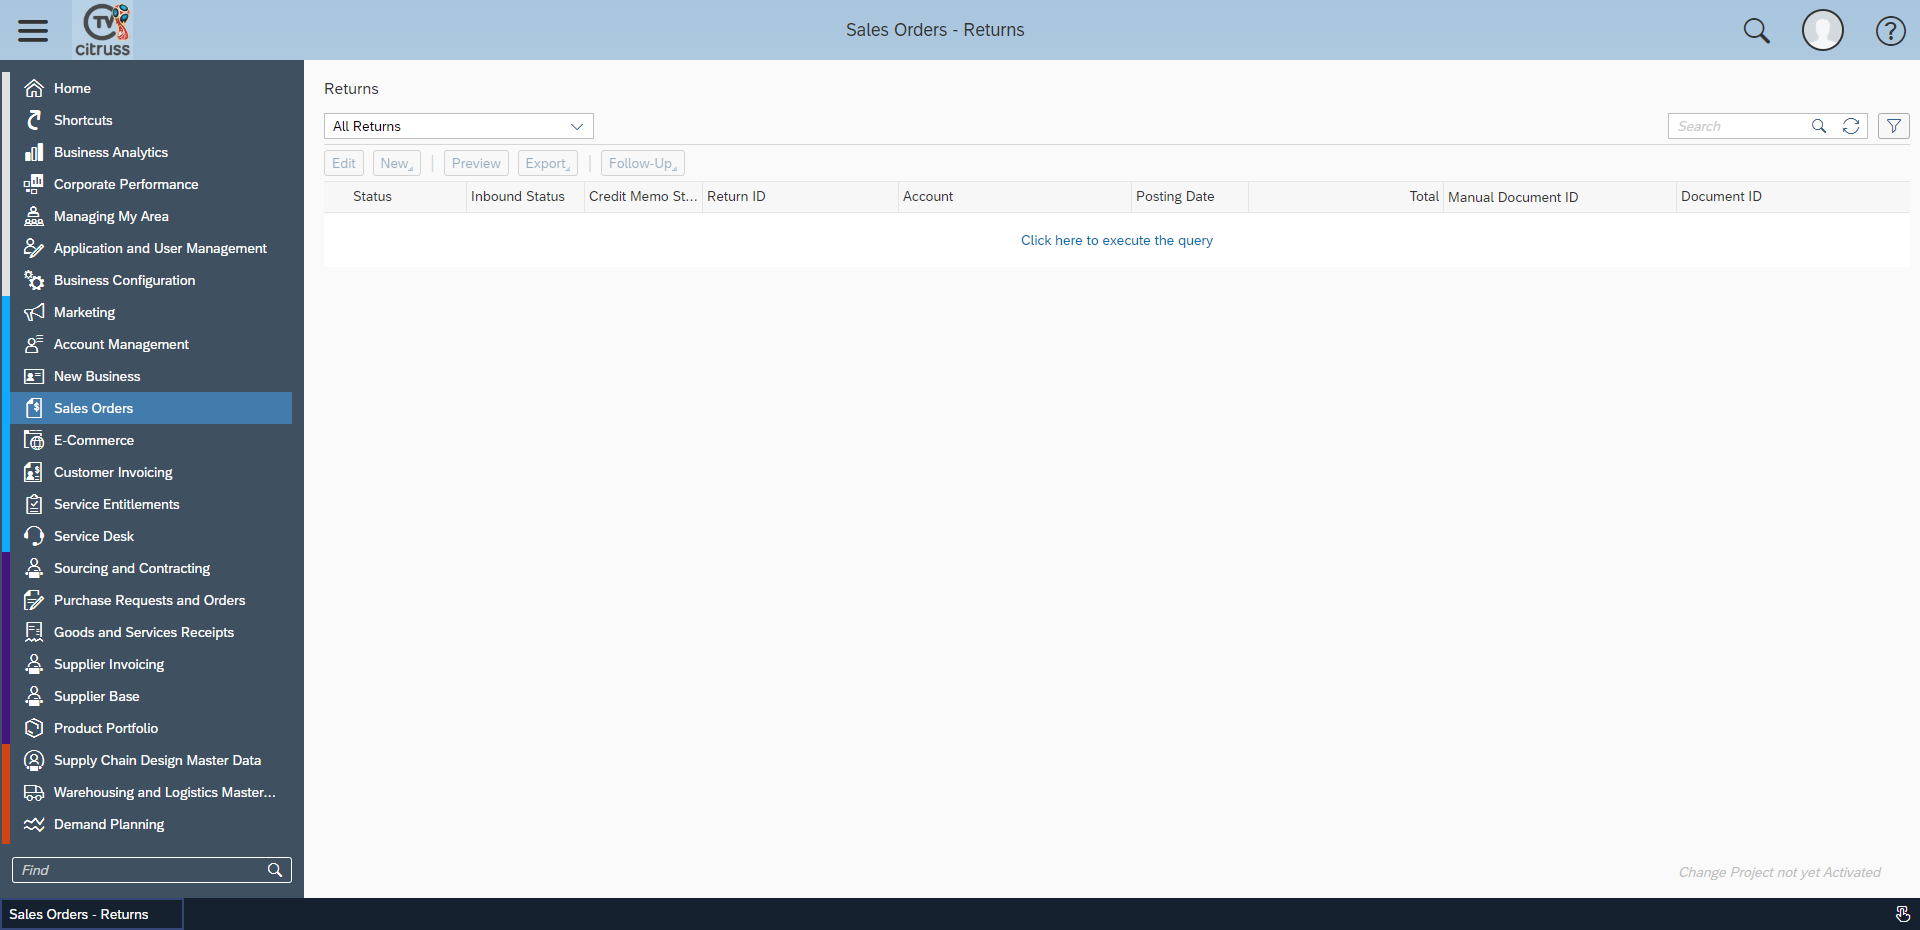 TV
citruss
Sales Orders - Returns
?
Home
Shortcuts
Business Analytics
Corporate Performance
Managing My Area
Application and User Management
Business Configuration
Marketing
Account Management
New Business
Sales Orders
E-Commerce
Customer Invoicing
Service Entitlements
Service Desk
Sourcing and Contracting
Purchase Requests and Orders
Goods and Services Receipts
Supplier Invoicing
Supplier Base
Product Portfolio
Supply Chain Design Master Data
Warehousing and Logistics Master...
Demand Planning
Find
Returns
All Returns
Search
Edit New Preview Export Follow-Up
Status Inbound Status Credit Memo St... Return ID Account Posting Date Total Manual Document ID Document ID
Click here to execute the query
Change Project not yet Activated
Sales Orders - Returns